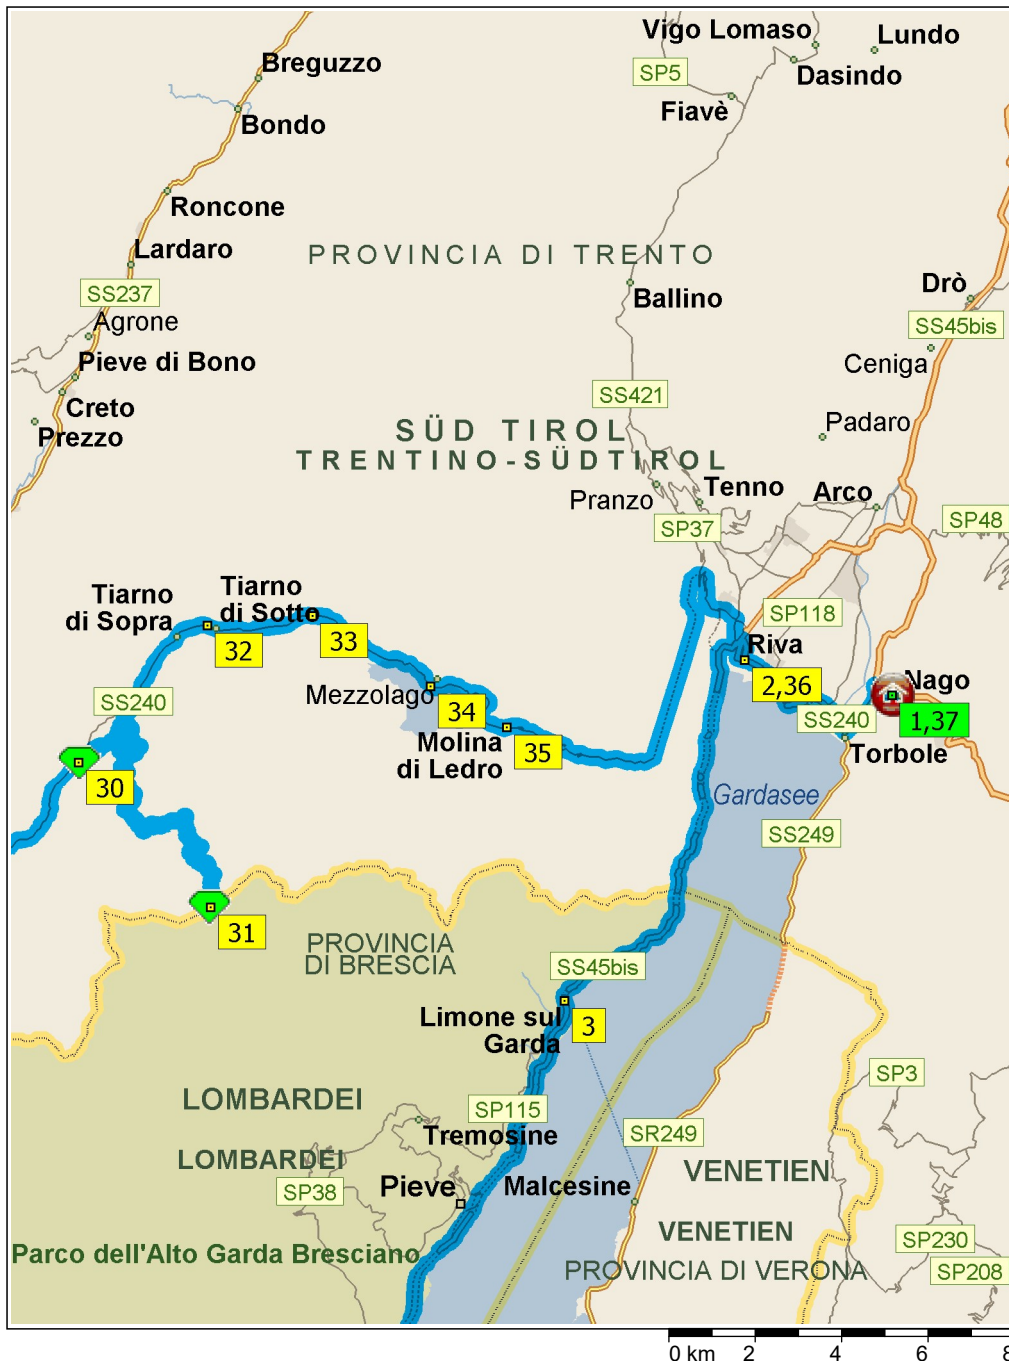 Vigo Lomaso
Lundo
Breguzzo
SP5
Dasindo
Fiavè
Bondo
Roncone
Lardaro
PROVINCIA DI TRENTO
SS237
Drò
Ballino
Agrone
SS45bis
Pieve di Bono
Ceniga
Creto
SS421
Prezzo
SÜD TIROL
Padaro
TRENTINO-SÜDTIROL
Pranzo
Tenno
Arco
SP37
SP48
Tiarno
di Sopra
Tiarno
di Sotto
SP118
32
33
Riva
Mezzolago
2,36
Nago
SS240
34
SS240
1,37
Molina
di Ledro
35
Torbole
30
Gardasee
SS249
31
PROVINCIA
DI BRESCIA
SS45bis
Limone sul
Garda
3
SP3
LOMBARDEI
SP115
Tremosine
SR249
LOMBARDEI
VENETIEN
SP38
Pieve
Malcesine
VENETIEN
SP230
Parco dell'Alto Garda Bresciano
PROVINCIA DI VERONA
SP208
0 km 2 4 6 8